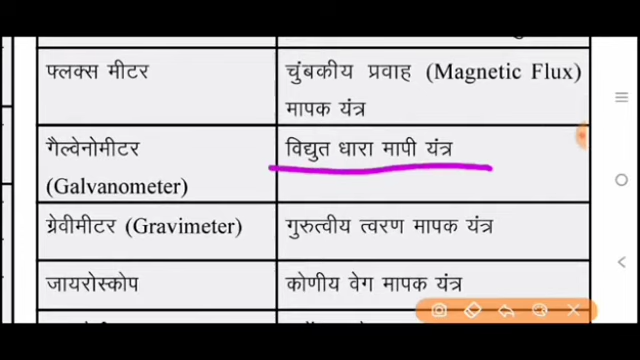 फ्लक्स मीटर
चुंबकीय प्रवाह (Magnetic Flux)
मापक यंत्र
गैल्वेनोमीटर
(Galvanometer)
विद्युत धारा मापी यंत्र
ग्रेवीमीटर (Gravimeter)
गुरुत्वीय त्वरण मापक यंत्र
जायरोस्कोप
कोणीय वेग मापक यंत्र